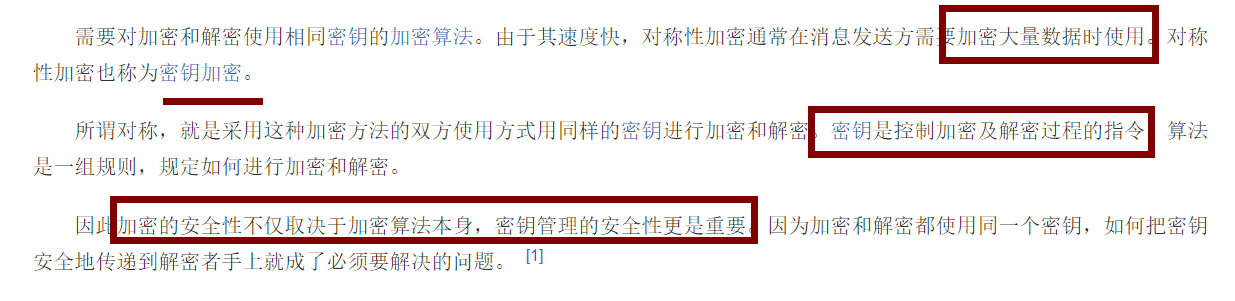 需要对加密和解密使用相同密钥的加密算法。由于其速度快，对称性加密通常在消息发送方需要加密大量数据时使用。对称
性加密也称为密钥加密。
所谓对称，就是采用这种加密方法的双方使用方式用同样的密钥进行加密和解密。密钥是控制加密及解密过程的指令。算法
是一组规则，规定如何进行加密和解密。
因此加密的安全性不仅取决于加密算法本身，密钥管理的安全性更是重要。因为加密和解密都使用同一个密钥，如何把密钥
安全地传递到解密者手上就成了必须要解决的问题。 [1]